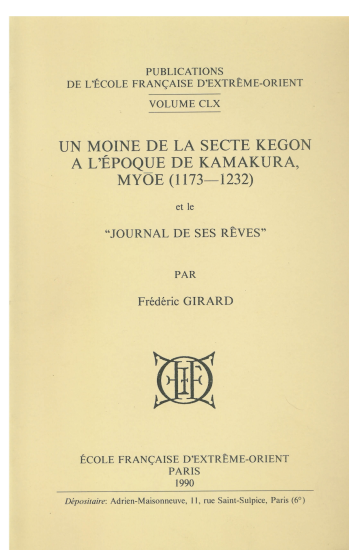 PUBLICATIONS
DE L'ÉCOLE FRANÇAISE D'EXTRÊME-ORIENT
VOLUME CLX
UN MOINE DE LA SECTE KEGON
A L'ÉPOQUE DE KAMAKURA,
MYŌE (1173—1232)
et le
"JOURNAL DE SES RÊVES"
PAR
Frédéric GIRARD
ÉCOLE FRANÇAISE D'EXTRÊME-ORIENT
PARIS
1990
Dépositaire: Adrien-Maisonneuve, 11, rue Saint-Sulpice, Paris (6ᵉ)